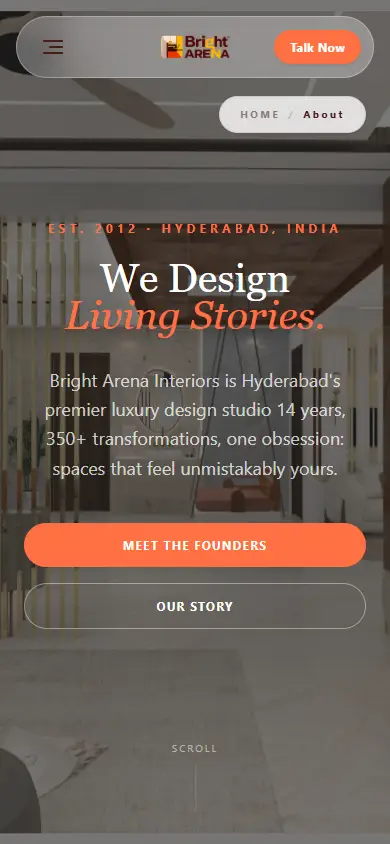 Bright
ARENA
Talk Now
HOME / About
EST. 2012 - HYDERABAD, INDIA
We Design
Living Stories.
Bright Arena Interiors is Hyderabad's
premier luxury design studio 14 years,
350+ transformations, one obsession:
spaces that feel unmistakably yours.
MEET THE FOUNDERS
OUR STORY
SCROLL